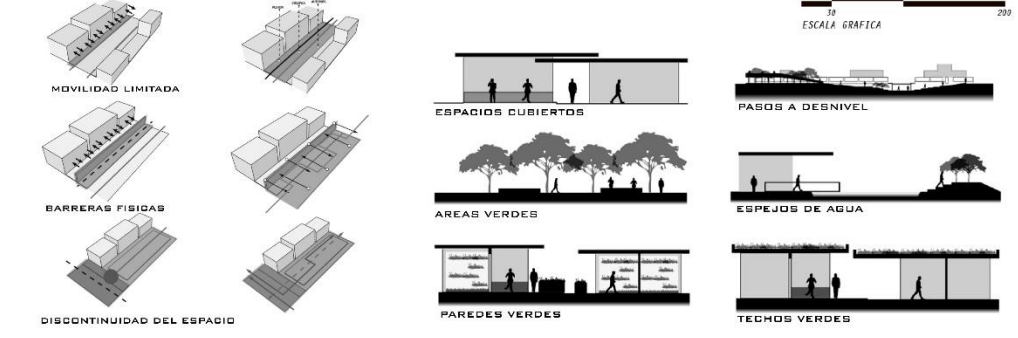 30
200
ESCALA GRAFICA
MOVILIDAD LIMITADA
BARRERAS FISICAS
DISCONTINUIDAD DEL ESPACIO
ESPACIOS CUBIERTOS
AREAS VERDES
PAREDES VERDES
PASOS A DESNIVEL
ESPEJOS DE AGUA
TECHOS VERDES